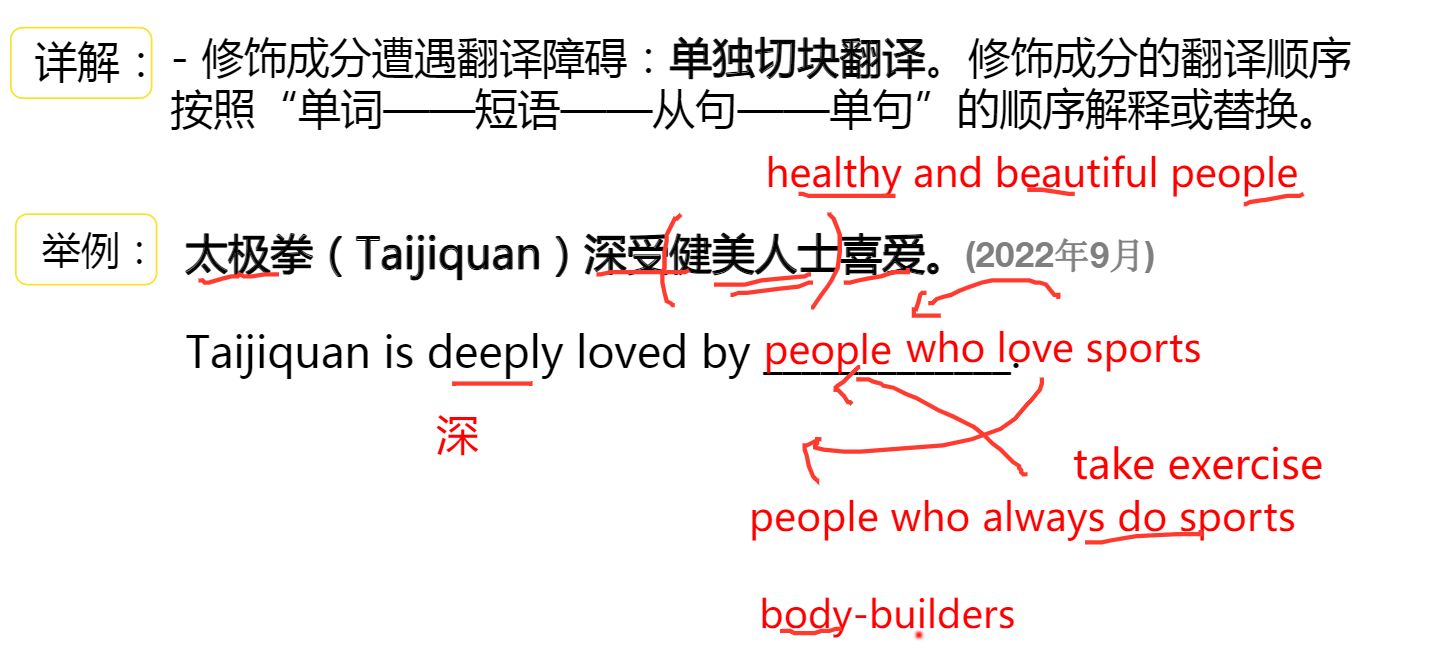 详解：- 修饰成分遭遇翻译障碍：单独切块翻译。修饰成分的翻译顺序
按照“单词——短语——从句——单句”的顺序解释或替换。
healthy and beautiful people
举例：太极拳（Taijiquan）深受健美人士喜爱。(2022年9月)
Taijiquan is deeply loved by people who love sports.
深
take exercise
people who always do sports
body-builders